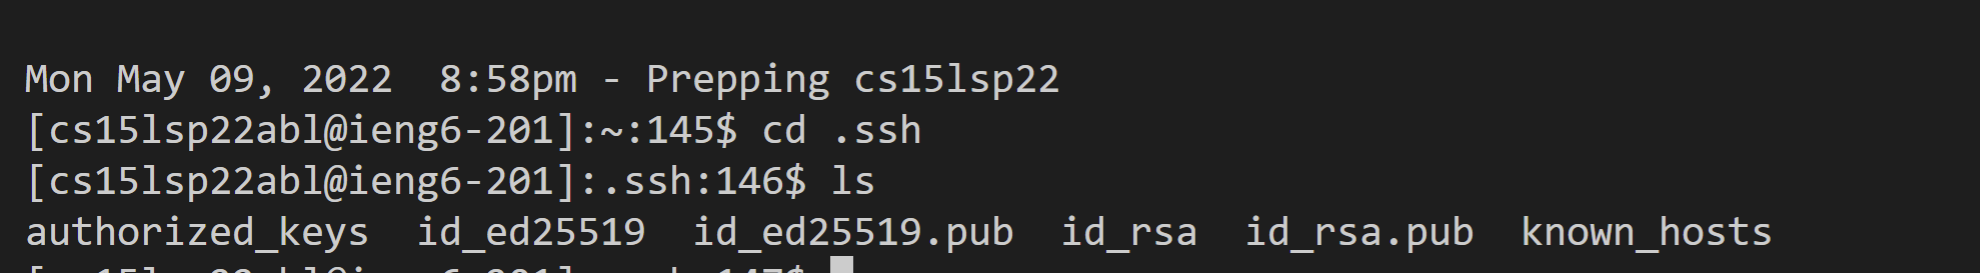 Mon May 09, 2022  8:58pm - Prepping cs15lsp22
[cs15lsp22abl@ieng6-201]:~:145$ cd .ssh
[cs15lsp22abl@ieng6-201]:.ssh:146$ ls
authorized_keys  id_ed25519  id_ed25519.pub  id_rsa  id_rsa.pub  known_hosts